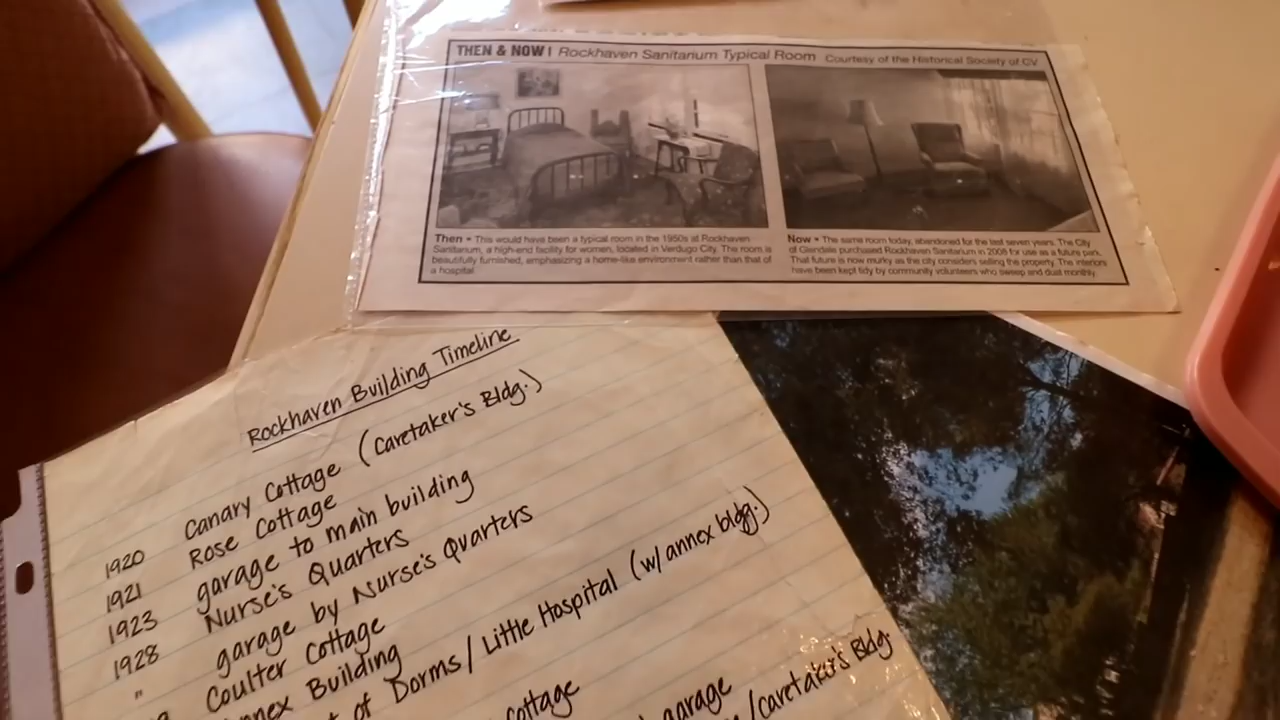 THEN & NOW! Rockhaven Sanitarium Typical Room Courtesy of the Historical Society of CV
Then - This would have been a typical room in the 1950s at Rockhaven
Sanitarium, a high-end facility for women, located in Verdugo City. The room is
beautifully furnished, emphasizing a home-like environment rather than that of
a hospital.
Now - The same room today, abandoned for the last seven years. The City
of Glendale purchased Rockhaven Sanitarium in 2008 for use as a future park.
That future is now murky as the city considers selling the property. The interiors
have been kept tidy by community volunteers who sweep and dust monthly.
Rockhaven Building Timeline
Canary Cottage (Caretaker's Bldg.)
1920 Rose Cottage
1921 garage to main building
1923 Nurse's Quarters
1928 garage by Nurse's Quarters
" Coulter Cottage
Building
of Dorms / Little Hospital (w/ annex bldg.)
Cottage
garage
/caretaker's Bldg.